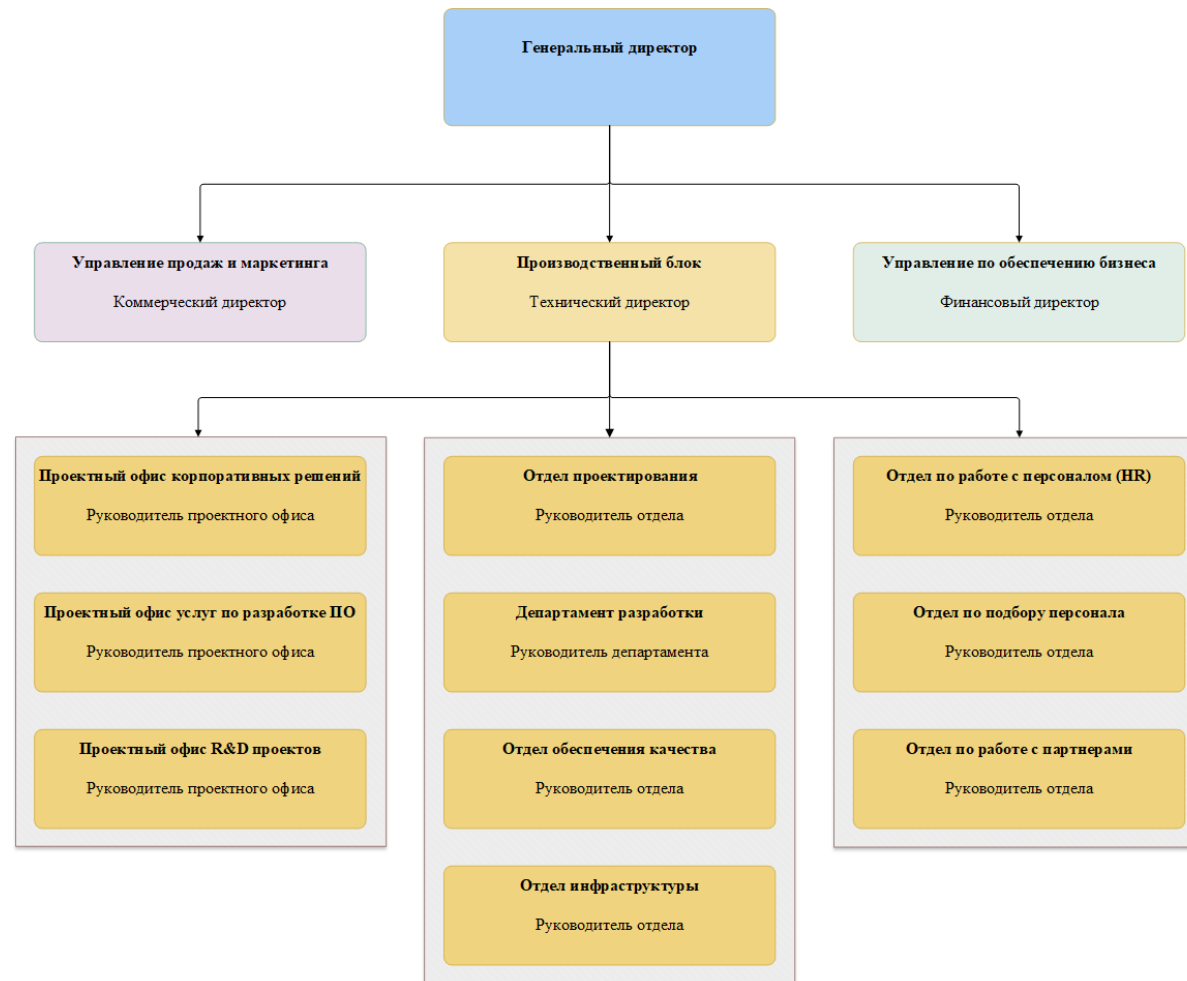 Генеральный директор
Управление продаж и маркетинга
Коммерческий директор
Производственный блок
Технический директор
Управление по обеспечению бизнеса
Финансовый директор
Проектный офис корпоративных решений
Руководитель проектного офиса
Проектный офис услуг по разработке ПО
Руководитель проектного офиса
Проектный офис R&D проектов
Руководитель проектного офиса
Отдел проектирования
Руководитель отдела
Департамент разработки
Руководитель департамента
Отдел обеспечения качества
Руководитель отдела
Отдел инфраструктуры
Руководитель отдела
Отдел по работе с персоналом (HR)
Руководитель отдела
Отдел по подбору персонала
Руководитель отдела
Отдел по работе с партнерами
Руководитель отдела